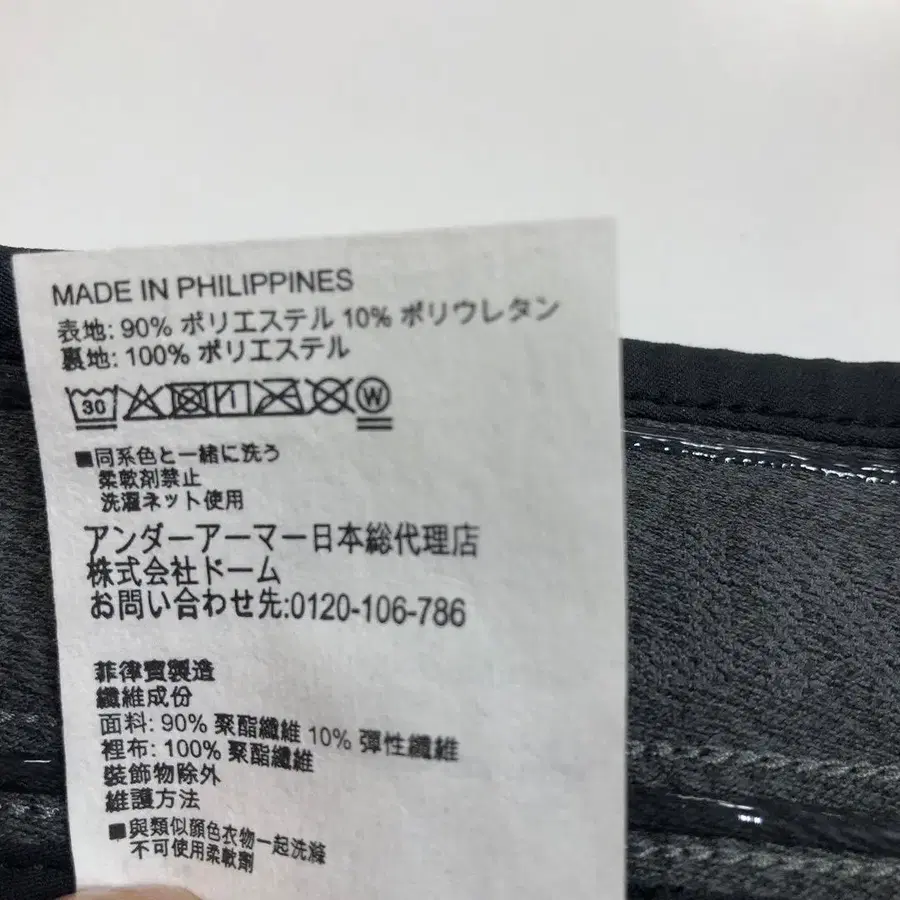 MADE IN PHILIPPINES
表地: 90% ポリエステル 10% ポリウレタン
裏地: 100% ポリエステル
30 W
■同系色と一緒に洗う
柔軟剤禁止
洗濯ネット使用
アンダーアーマー日本総代理店
株式会社ドーム
お問い合わせ先:0120-106-786
菲律賓製造
纖維成份
面料: 90% 聚酯纖維 10% 彈性纖維
裡布: 100% 聚酯纖維
裝飾物除外
維護方法
■與類似顏色衣物一起洗滌
不可使用柔軟劑